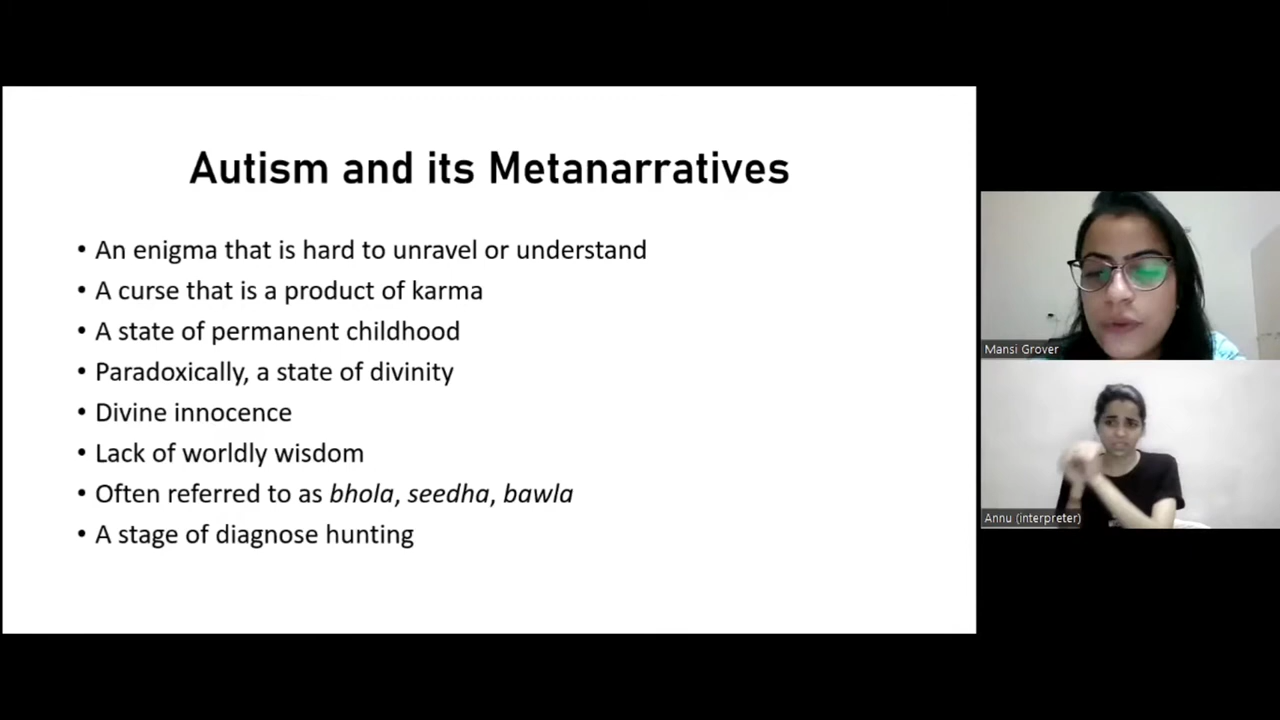 Autism and its Metanarratives
• An enigma that is hard to unravel or understand
• A curse that is a product of karma
• A state of permanent childhood
• Paradoxically, a state of divinity
• Divine innocence
• Lack of worldly wisdom
• Often referred to as bhola, seedha, bawla
• A stage of diagnose hunting
Mansi Grover
Annu (interpreter)